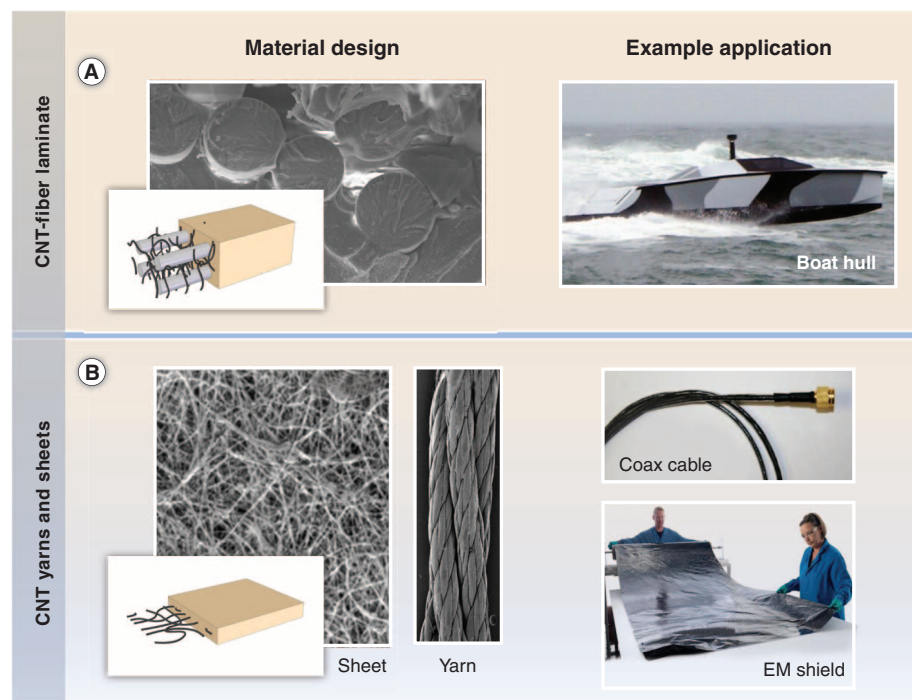 Material design
Example application
A
CNT-fiber laminate
Boat hull
B
CNT yarns and sheets
Sheet
Yarn
Coax cable
EM shield